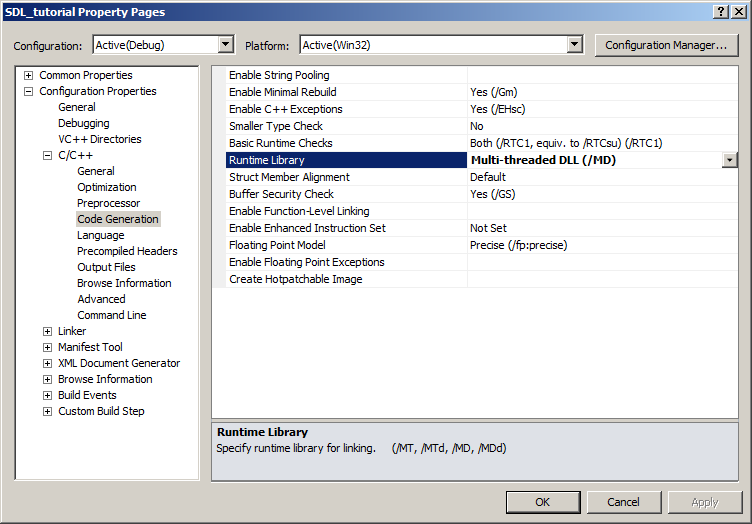 SDL_tutorial Property Pages
Configuration: Active(Debug) Platform: Active(Win32) Configuration Manager...
Common Properties
Configuration Properties
General
Debugging
VC++ Directories
C/C++
General
Optimization
Preprocessor
Code Generation
Language
Precompiled Headers
Output Files
Browse Information
Advanced
Command Line
Linker
Manifest Tool
XML Document Generator
Browse Information
Build Events
Custom Build Step
Enable String Pooling
Enable Minimal Rebuild Yes (/Gm)
Enable C++ Exceptions Yes (/EHsc)
Smaller Type Check No
Basic Runtime Checks Both (/RTC1, equiv. to /RTCsu) (/RTC1)
Runtime Library Multi-threaded DLL (/MD)
Struct Member Alignment Default
Buffer Security Check Yes (/GS)
Enable Function-Level Linking
Enable Enhanced Instruction Set Not Set
Floating Point Model Precise (/fp:precise)
Enable Floating Point Exceptions
Create Hotpatchable Image
Runtime Library
Specify runtime library for linking. (/MT, /MTd, /MD, /MDd)
OK Cancel Apply